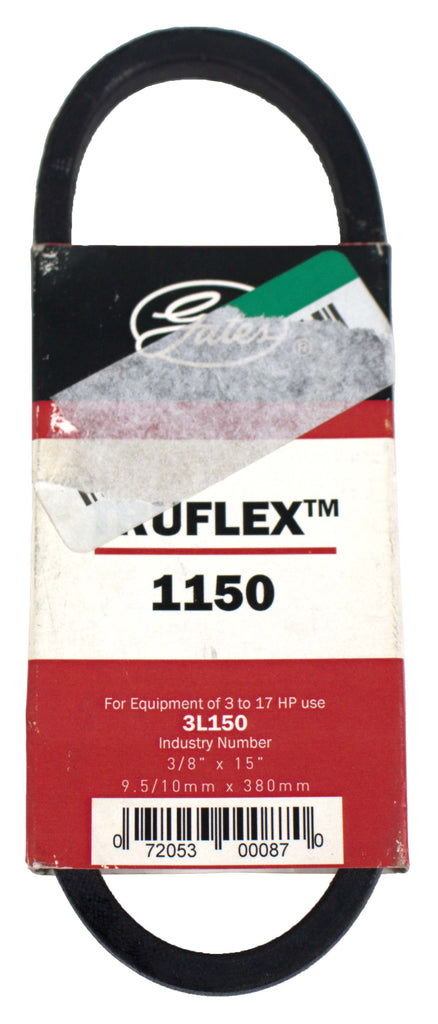 Gates®
RUFLEX™
1150
For Equipment of 3 to 17 HP use
3L150
Industry Number
3/8" x 15"
9.5/10mm x 380mm
0 72053 00087 0